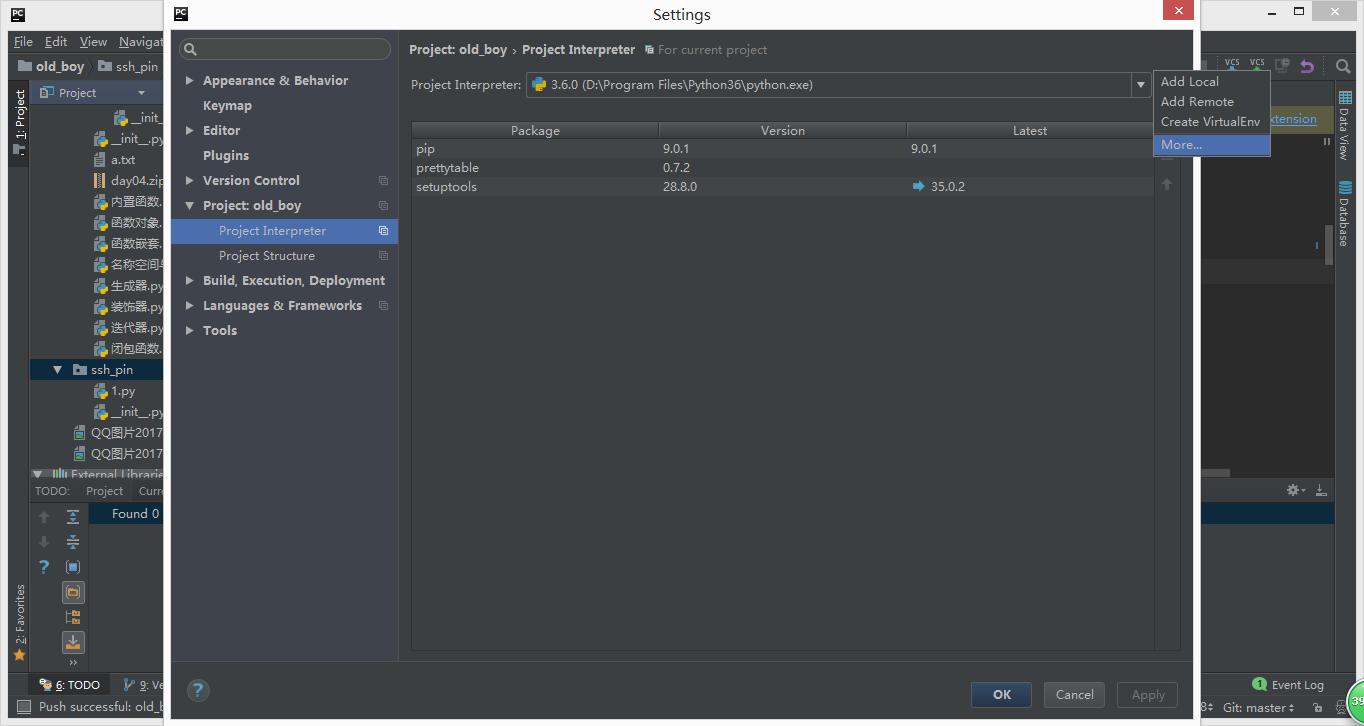 PC
PC
Settings
File Edit View Navigat
old_boy ssh_pin
VCS VCS
Project
1: Project
__init_
__init__.py
a.txt
day04.zip
内置函数.
函数对象.
函数嵌套.
名称空间与
生成器.py
装饰器.py
迭代器.py
闭包函数.
ssh_pin
1.py
__init__.py
QQ图片2017
QQ图片2017
External Librarie
TODO: Project Curre
Found 0
2: Favorites
6: TODO 9: Ve
Push successful: old_b
Appearance & Behavior
Keymap
Editor
Plugins
Version Control
Project: old_boy
Project Interpreter
Project Structure
Build, Execution, Deployment
Languages & Frameworks
Tools
Project: old_boy › Project Interpreter For current project
Project Interpreter: 3.6.0 (D:\Program Files\Python36\python.exe)
Package Version Latest
pip 9.0.1 9.0.1
prettytable 0.7.2
setuptools 28.8.0 35.0.2
Add Local
Add Remote
Create VirtualEnv
More...
xtension
Data View
Database
?
?
OK Cancel Apply
1 Event Log
8 Git: master
39